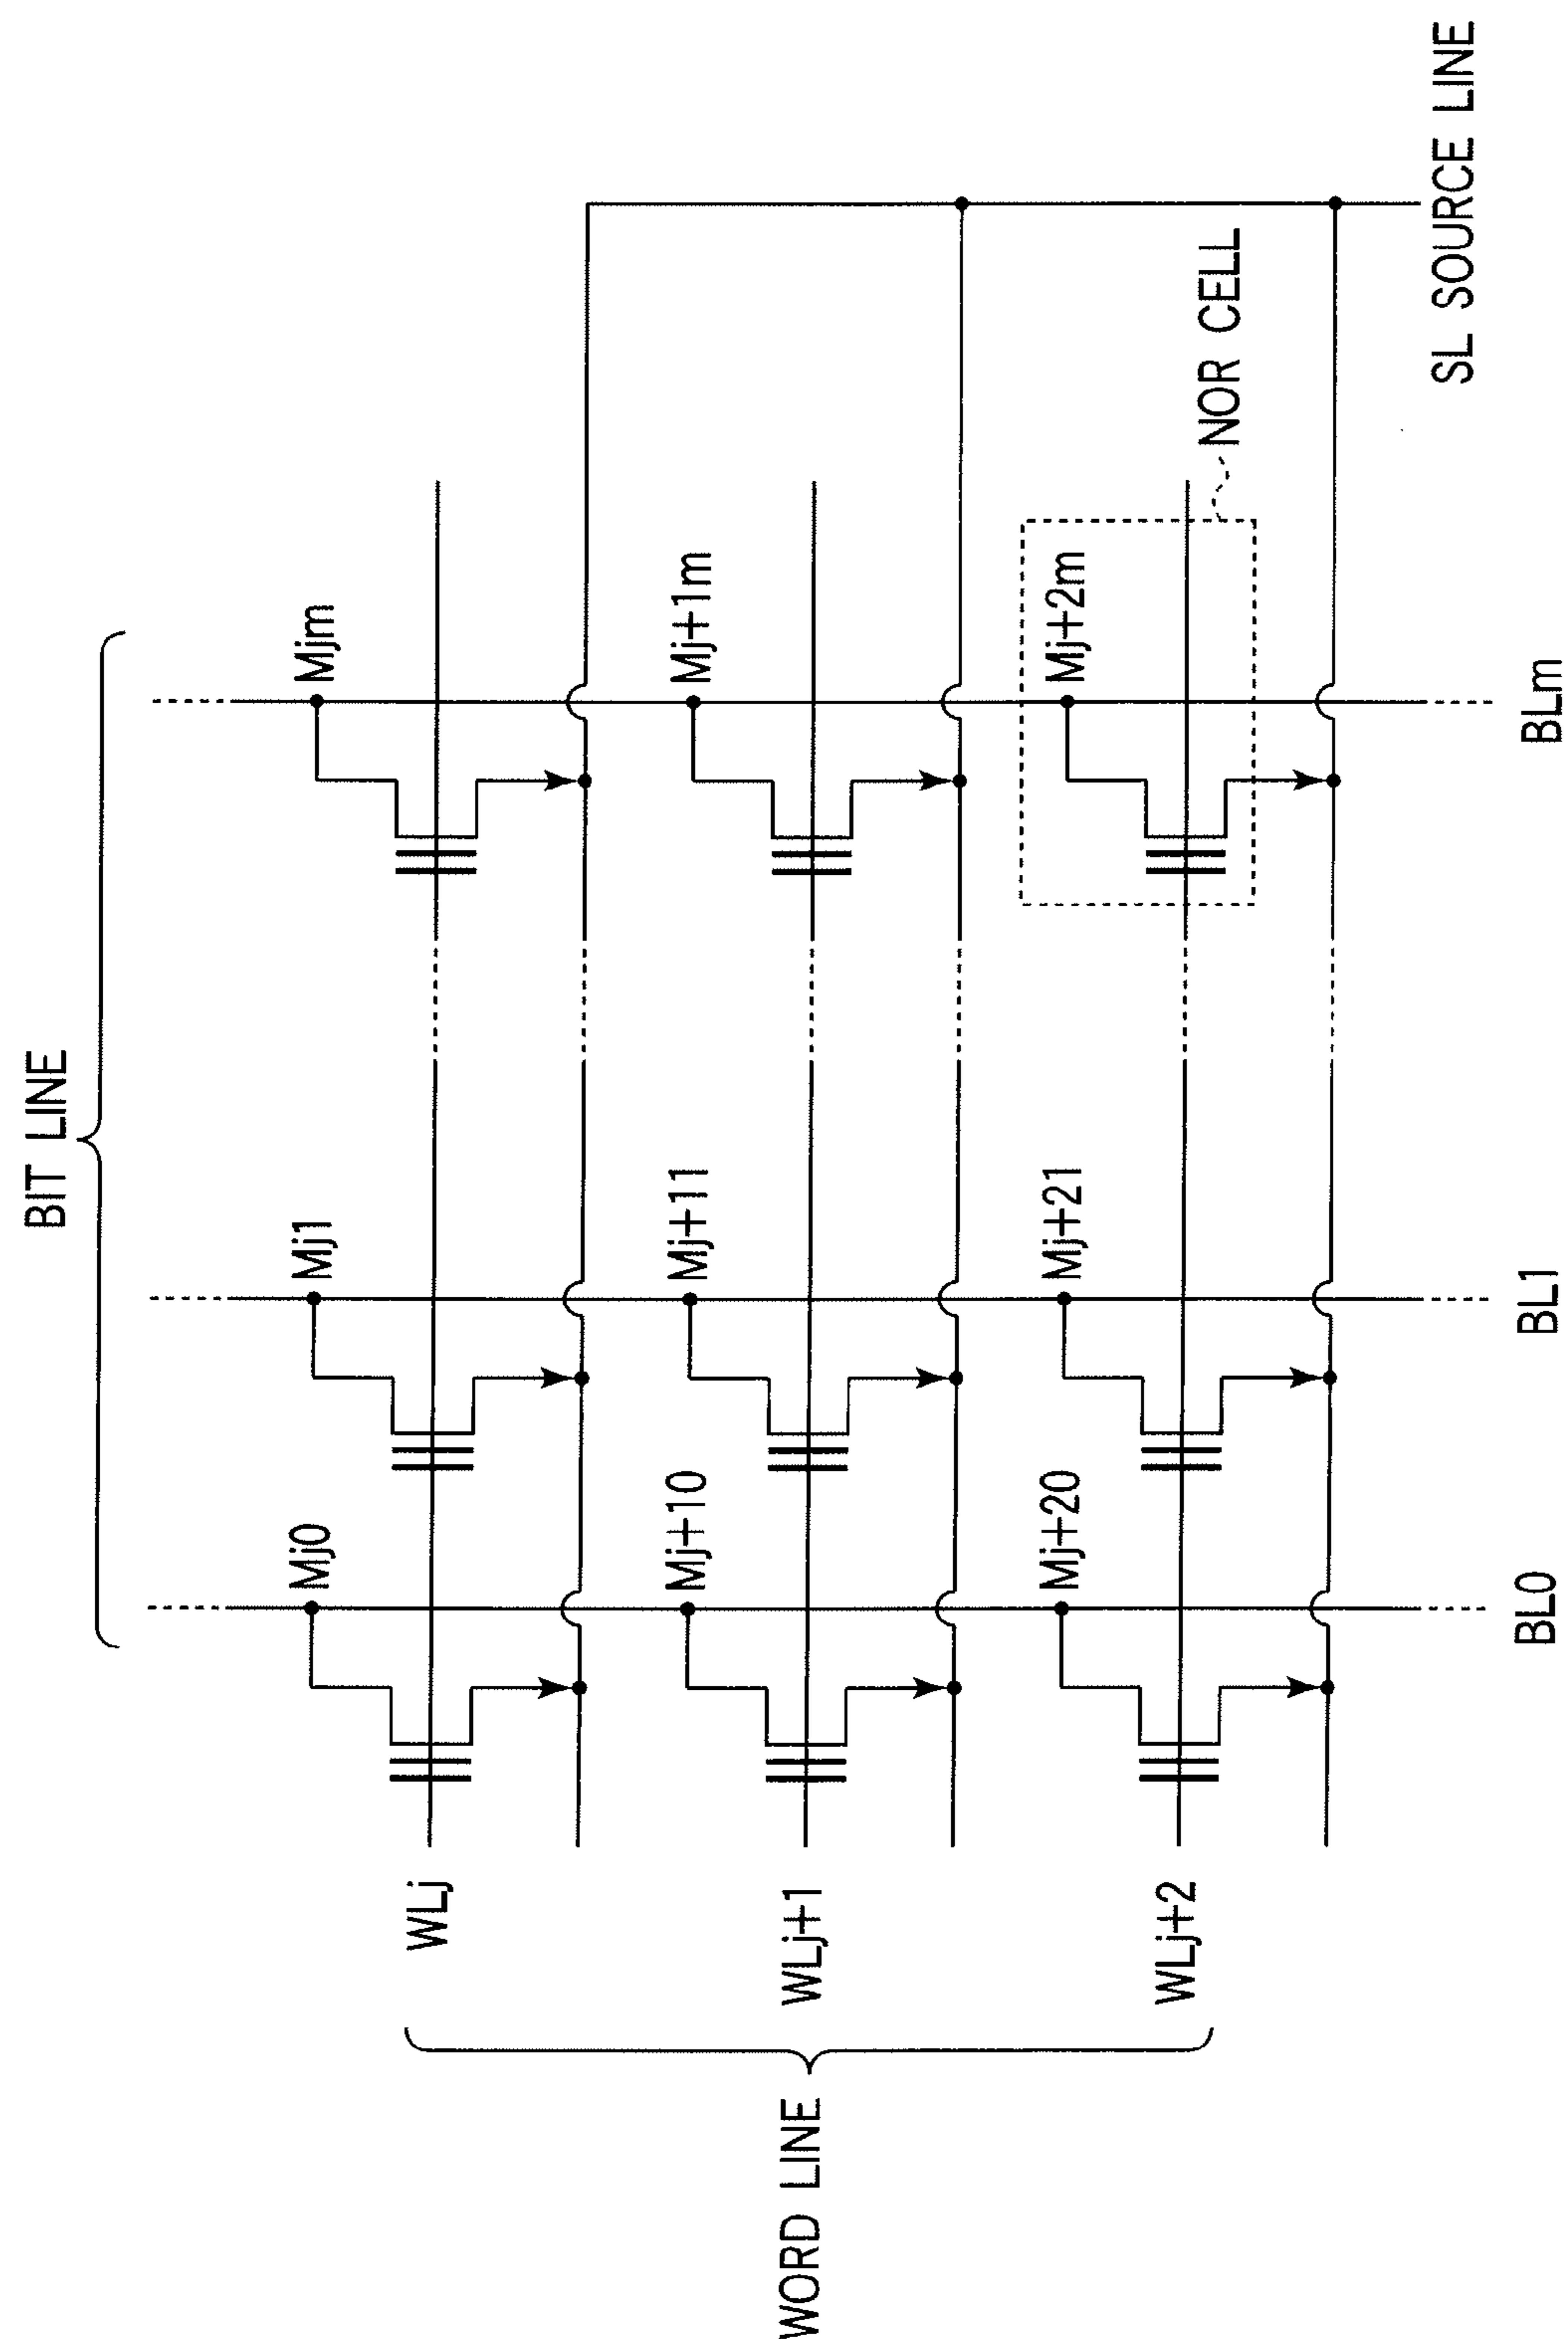 BIT LINE
Mj0
Mj1
Mjm
WLj
Mj+10
Mj+11
Mj+1m
WORD LINE
WLj+1
Mj+20
Mj+21
Mj+2m
WLj+2
NOR CELL
BL0
BL1
BLm
SL SOURCE LINE